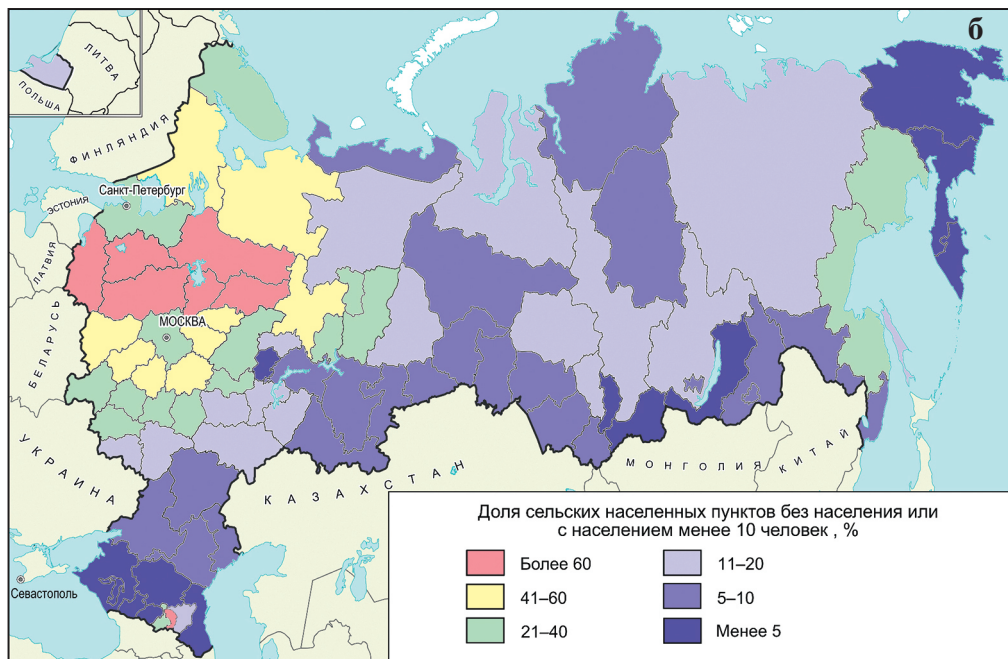 б
ЛИТВА
ПОЛЬША
ФИНЛЯНДИЯ
Санкт-Петербург
ЭСТОНИЯ
ЛАТВИЯ
МОСКВА
БЕЛАРУСЬ
УКРАИНА
КАЗАХСТАН
МОНГОЛИЯ
КИТАЙ
Севастополь
Доля сельских населенных пунктов без населения или
с населением менее 10 человек , %
Более 60
41–60
21–40
11–20
5–10
Менее 5